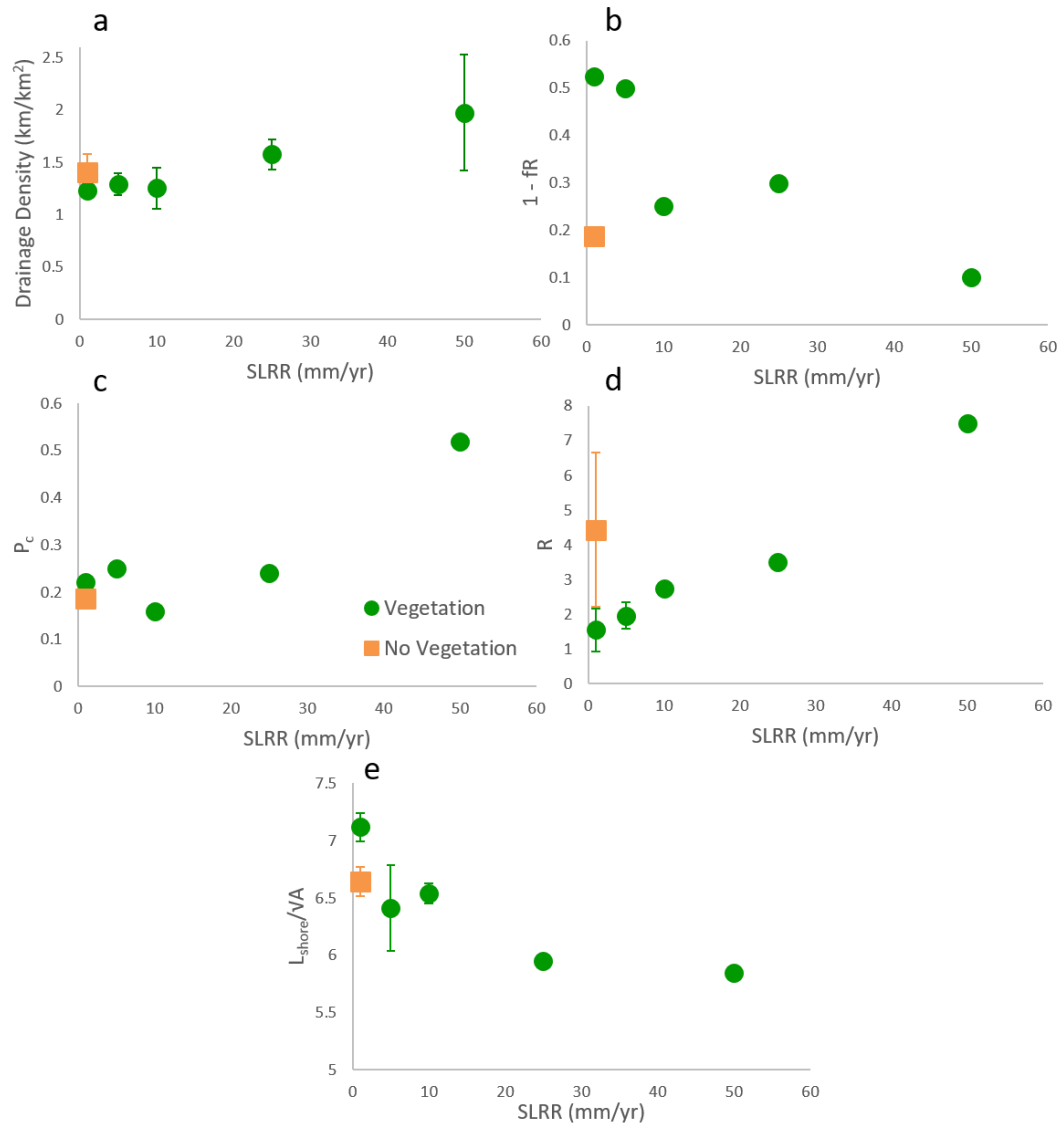 a
Drainage Density (km/km²)
2.5
2
1.5
1
0.5
0
0 10 20 30 40 50 60
SLRR (mm/yr)
b
1 - fR
0.6
0.5
0.4
0.3
0.2
0.1
0
0 10 20 30 40 50 60
SLRR (mm/yr)
c
Pc
0.6
0.5
0.4
0.3
0.2
0.1
0
Vegetation
No Vegetation
0 10 20 30 40 50 60
SLRR (mm/yr)
d
R
8
7
6
5
4
3
2
1
0
0 10 20 30 40 50 60
SLRR (mm/yr)
e
Lshore/√A
7.5
7
6.5
6
5.5
5
0 10 20 30 40 50 60
SLRR (mm/yr)